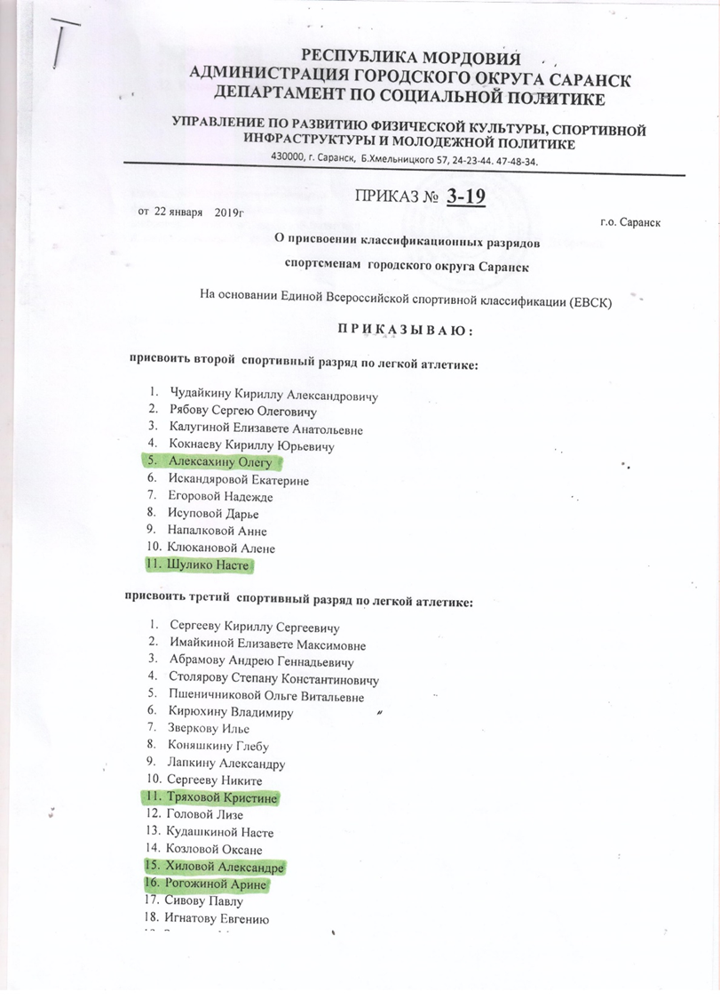 РЕСПУБЛИКА МОРДОВИЯ
АДМИНИСТРАЦИЯ ГОРОДСКОГО ОКРУГА САРАНСК
ДЕПАРТАМЕНТ ПО СОЦИАЛЬНОЙ ПОЛИТИКЕ
УПРАВЛЕНИЕ ПО РАЗВИТИЮ ФИЗИЧЕСКОЙ КУЛЬТУРЫ, СПОРТИВНОЙ
ИНФРАСТРУКТУРЫ И МОЛОДЕЖНОЙ ПОЛИТИКЕ
430000, г. Саранск, Б.Хмельницкого 57, 24-23-44. 47-48-34.
ПРИКАЗ № 3-19
от 22 января 2019г
г.о. Саранск
О присвоении классификационных разрядов
спортсменам городского округа Саранск
На основании Единой Всероссийской спортивной классификации (ЕВСК)
П Р И К А З Ы В А Ю :
присвоить второй спортивный разряд по легкой атлетике:
1. Чудайкину Кириллу Александровичу
2. Рябову Сергею Олеговичу
3. Калугиной Елизавете Анатольевне
4. Кокнаеву Кириллу Юрьевичу
5. Алексахину Олегу
6. Искандяровой Екатерине
7. Егоровой Надежде
8. Исуповой Дарье
9. Напалковой Анне
10. Клюкановой Алене
11. Шулико Насте
присвоить третий спортивный разряд по легкой атлетике:
1. Сергееву Кириллу Сергеевичу
2. Имайкиной Елизавете Максимовне
3. Абрамову Андрею Геннадьевичу
4. Столярову Степану Константиновичу
5. Пшеничниковой Ольге Витальевне
6. Кирюхину Владимиру
7. Зверкову Илье
8. Коняшкину Глебу
9. Лапкину Александру
10. Сергееву Никите
11. Тряховой Кристине
12. Головой Лизе
13. Кудашкиной Насте
14. Козловой Оксане
15. Хиловой Александре
16. Рогожиной Арине
17. Сивову Павлу
18. Игнатову Евгению